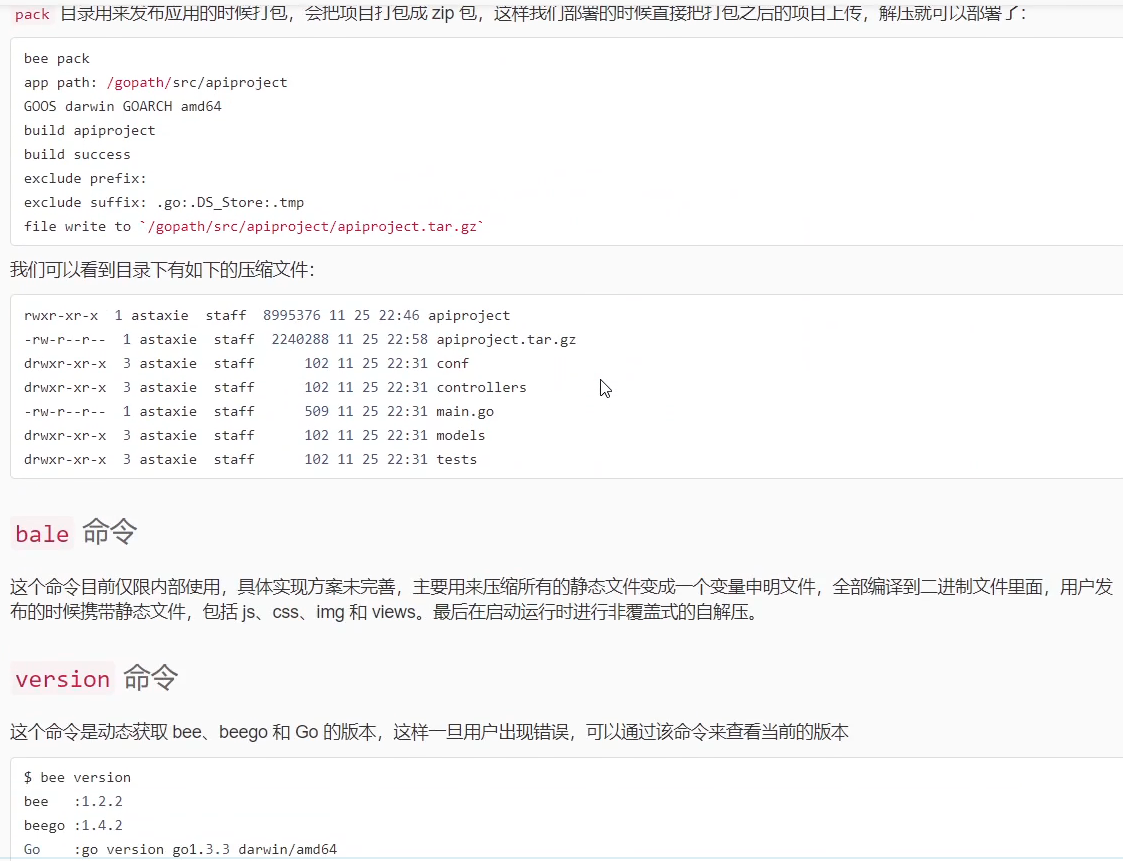 pack 目录用来发布应用的时候打包，会把项目打包成 zip 包，这样我们部署的时候直接把打包之后的项目上传，解压就可以部署了：
bee pack
app path: /gopath/src/apiproject
GOOS darwin GOARCH amd64
build apiproject
build success
exclude prefix:
exclude suffix: .go:.DS_Store:.tmp
file write to `/gopath/src/apiproject/apiproject.tar.gz`
我们可以看到目录下有如下的压缩文件：
rwxr-xr-x  1 astaxie  staff  8995376 11 25 22:46 apiproject
-rw-r--r--  1 astaxie  staff  2240288 11 25 22:58 apiproject.tar.gz
drwxr-xr-x  3 astaxie  staff      102 11 25 22:31 conf
drwxr-xr-x  3 astaxie  staff      102 11 25 22:31 controllers
-rw-r--r--  1 astaxie  staff      509 11 25 22:31 main.go
drwxr-xr-x  3 astaxie  staff      102 11 25 22:31 models
drwxr-xr-x  3 astaxie  staff      102 11 25 22:31 tests
bale 命令
这个命令目前仅限内部使用，具体实现方案未完善，主要用来压缩所有的静态文件变成一个变量申明文件，全部编译到二进制文件里面，用户发
布的时候携带静态文件，包括 js、css、img 和 views。最后在启动运行时进行非覆盖式的自解压。
version 命令
这个命令是动态获取 bee、beego 和 Go 的版本，这样一旦用户出现错误，可以通过该命令来查看当前的版本
$ bee version
bee   :1.2.2
beego :1.4.2
Go    :go version go1.3.3 darwin/amd64